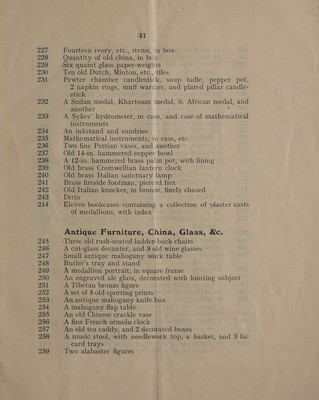 11
227 Fourteen ivory, etc., items, in box
228 Quantity of old china, in box
229 Six quaint glass paper-weights
230 Ten old Dutch, Minton, etc., tiles
231 Pewter chamber candlestick, soup ladle, pepper pot,
2 napkin rings, muff warmer, and plated pillar candle-
stick
232 A Sudan medal, Khartoum medal, S. African medal, and
another
233 A Sykes' hydrometer, in case, and case of mathematical
instruments
234 An inkstand and sundries
235 Mathematical instruments, in case, etc.
236 Two fine Persian vases, and another
237 Old 14-in. hammered copper bowl
238 A 12-in. hammered brass palm pot, with lining
239 Old brass Cromwellian lantern clock
240 Old brass Italian sanctuary lamp
241 Brass fireside footman, pierced fret
242 Old Italian knocker, in bronze, finely chased
243 Ditto
244 Eleven bookcases containing a collection of plaster casts
of medallions, with index
Antique Furniture, China, Glass, &c.
245 Three old rush-seated ladder-back chairs
246 A cut-glass decanter, and 3 old wine glasses
247 Small antique mahogany work table
248 Butler's tray and stand
249 A medallion portrait, in square frame
250 An engraved ale glass, decorated with hunting subject
251 A Tibetan bronze figure
252 A set of 5 old sporting prints
253 An antique mahogany knife box
254 A mahogany flap table
255 An old Chinese crackle vase
256 A fine French ormolu clock
257 An old tea caddy, and 2 decorated boxes
258 A music stool, with needlework top, a basket, and 3 lac
card trays
259 Two alabaster figures